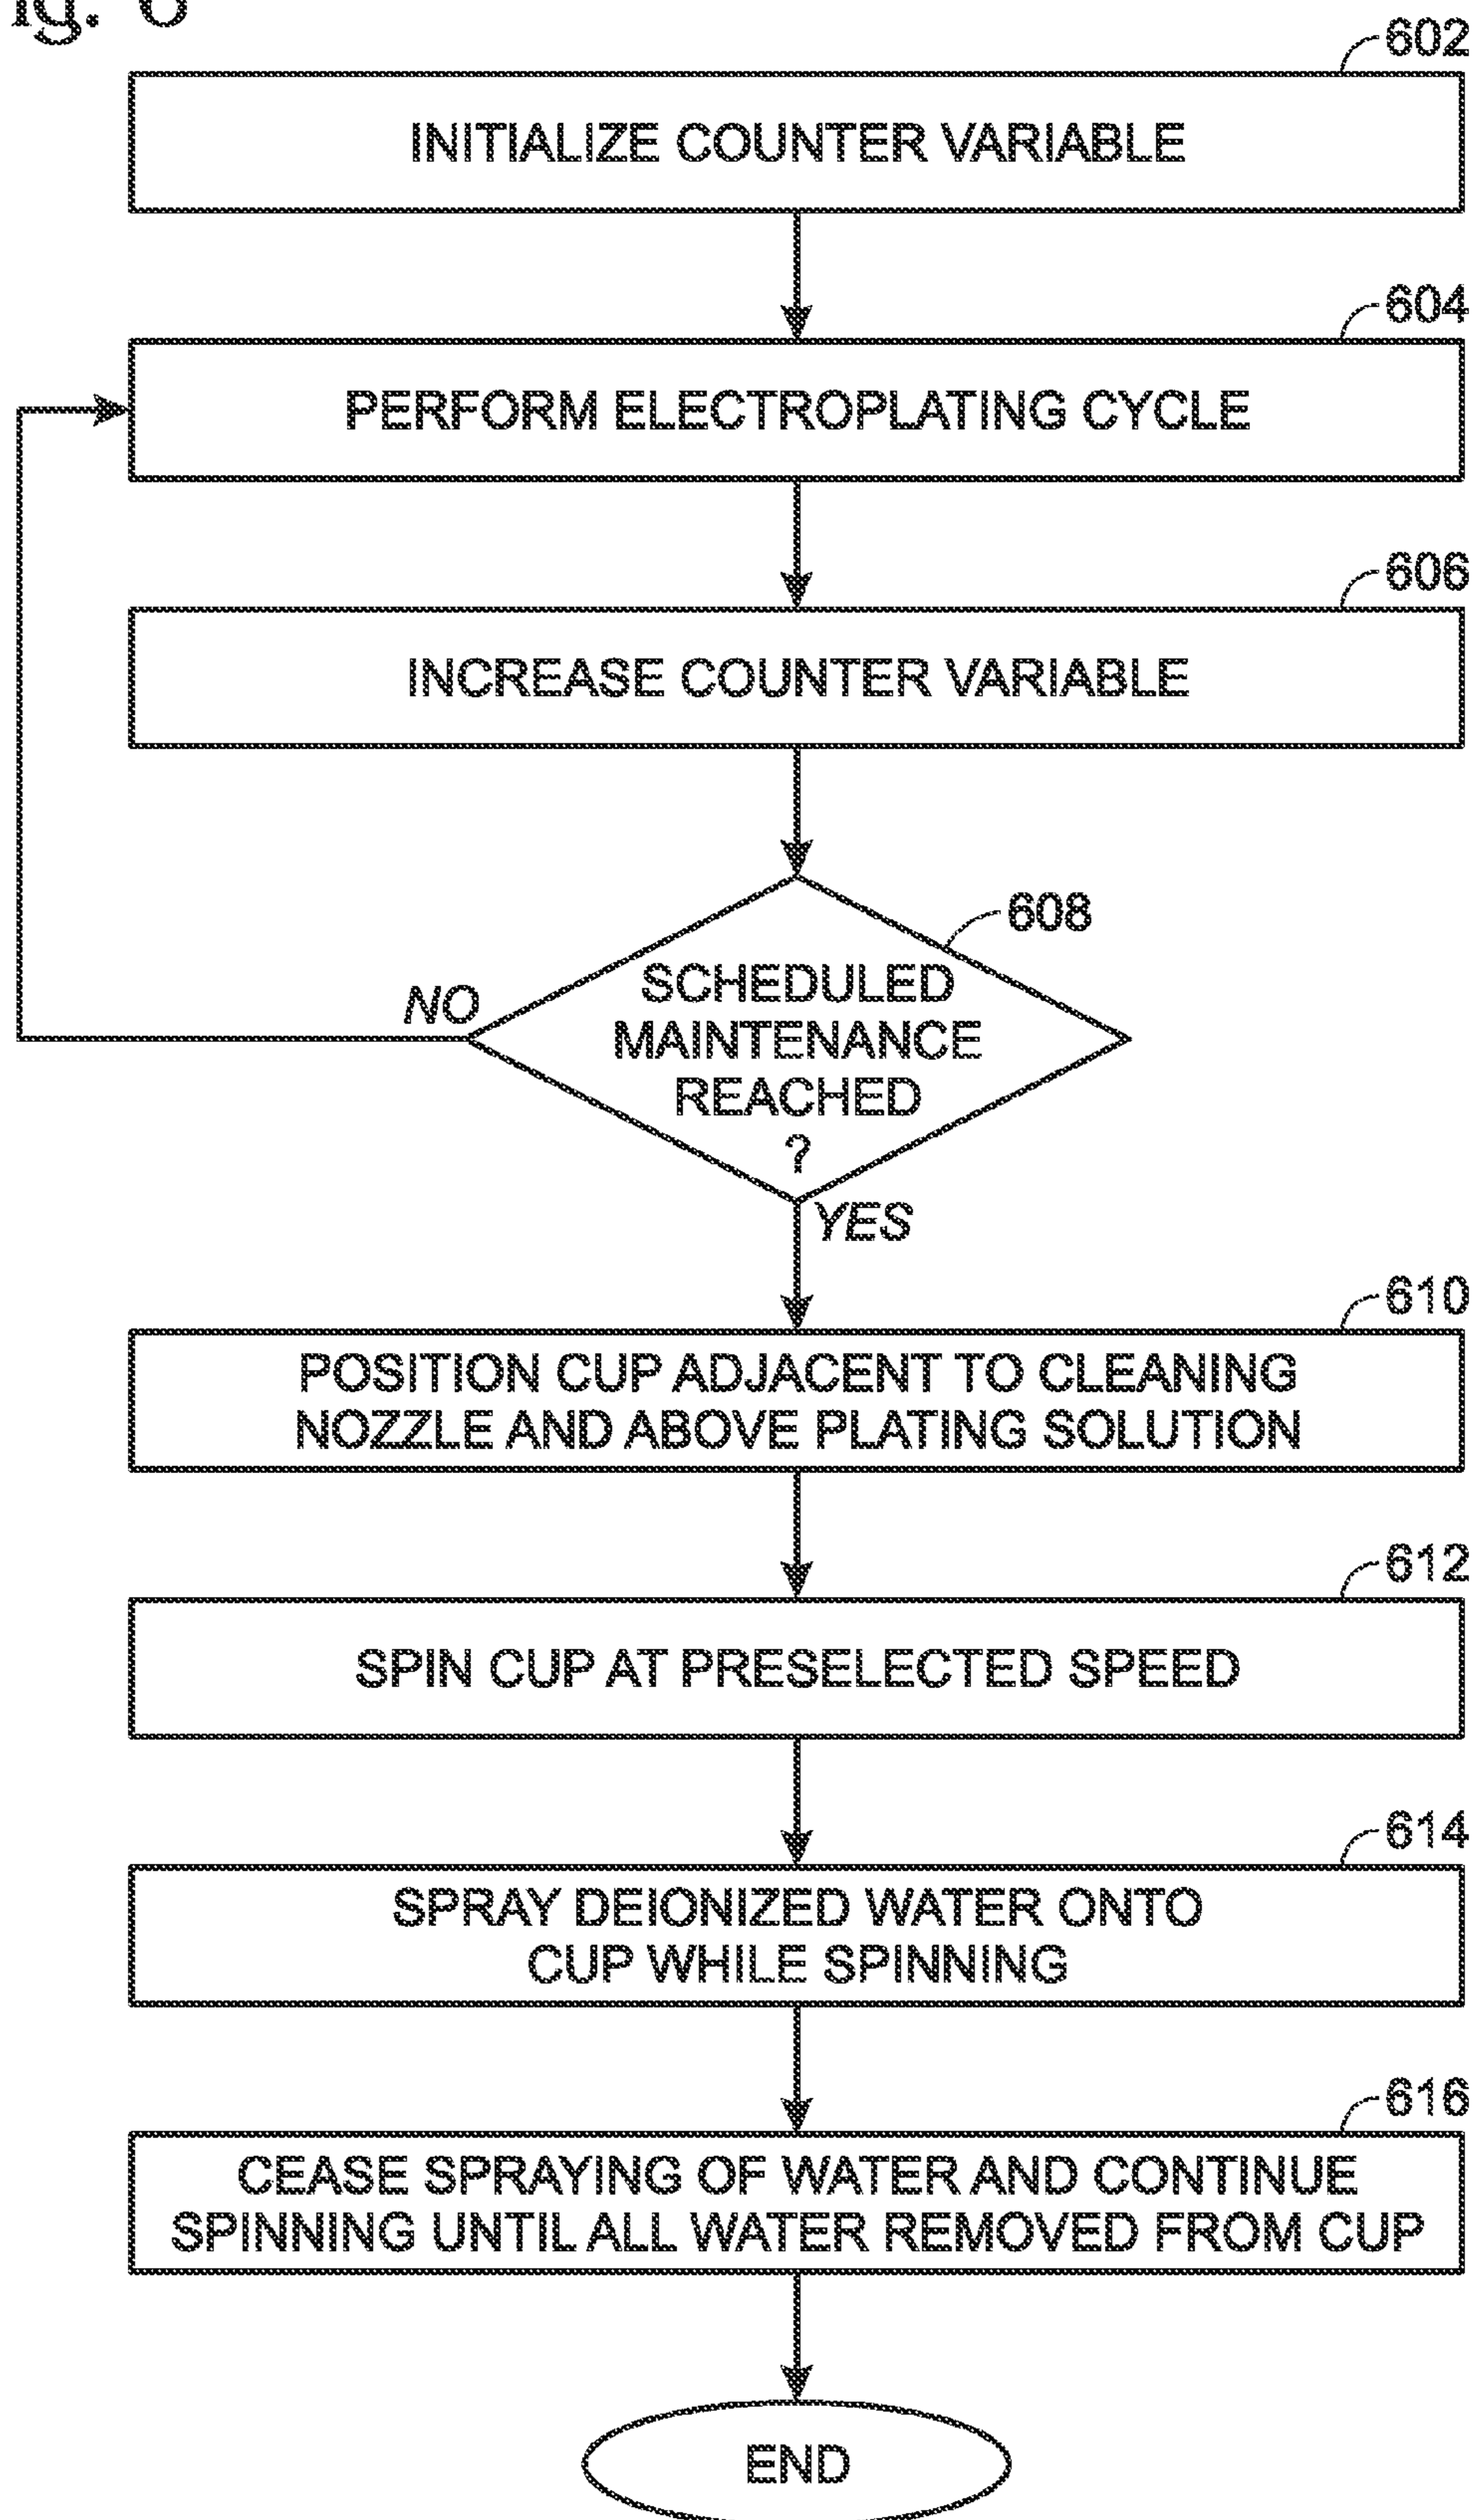 ig. 6
602
INITIALIZE COUNTER VARIABLE
604
PERFORM ELECTROPLATING CYCLE
606
INCREASE COUNTER VARIABLE
608
SCHEDULED
MAINTENANCE
REACHED
?
NO
YES
610
POSITION CUP ADJACENT TO CLEANING
NOZZLE AND ABOVE PLATING SOLUTION
612
SPIN CUP AT PRESELECTED SPEED
614
SPRAY DEIONIZED WATER ONTO
CUP WHILE SPINNING
616
CEASE SPRAYING OF WATER AND CONTINUE
SPINNING UNTIL ALL WATER REMOVED FROM CUP
END